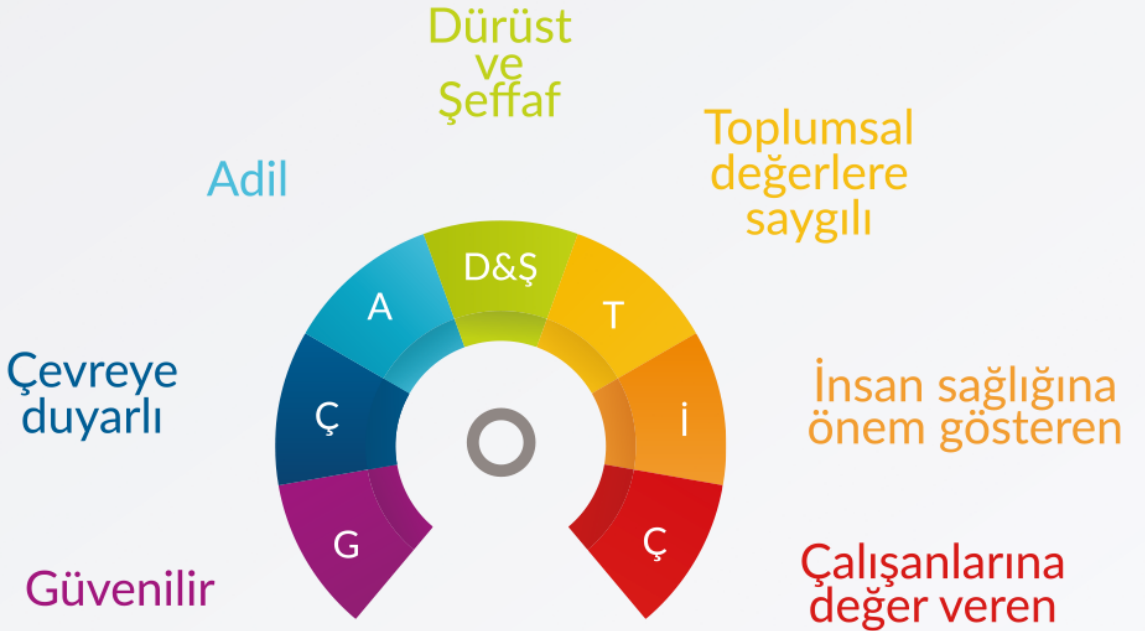 Dürüst
ve
Şeffaf
Toplumsal
değerlere
saygılı
Adil
D&Ş
A
T
Çevreye
duyarlı
Ç
İ
İnsan sağlığına
önem gösteren
G
Ç
Güvenilir
Çalışanlarına
değer veren